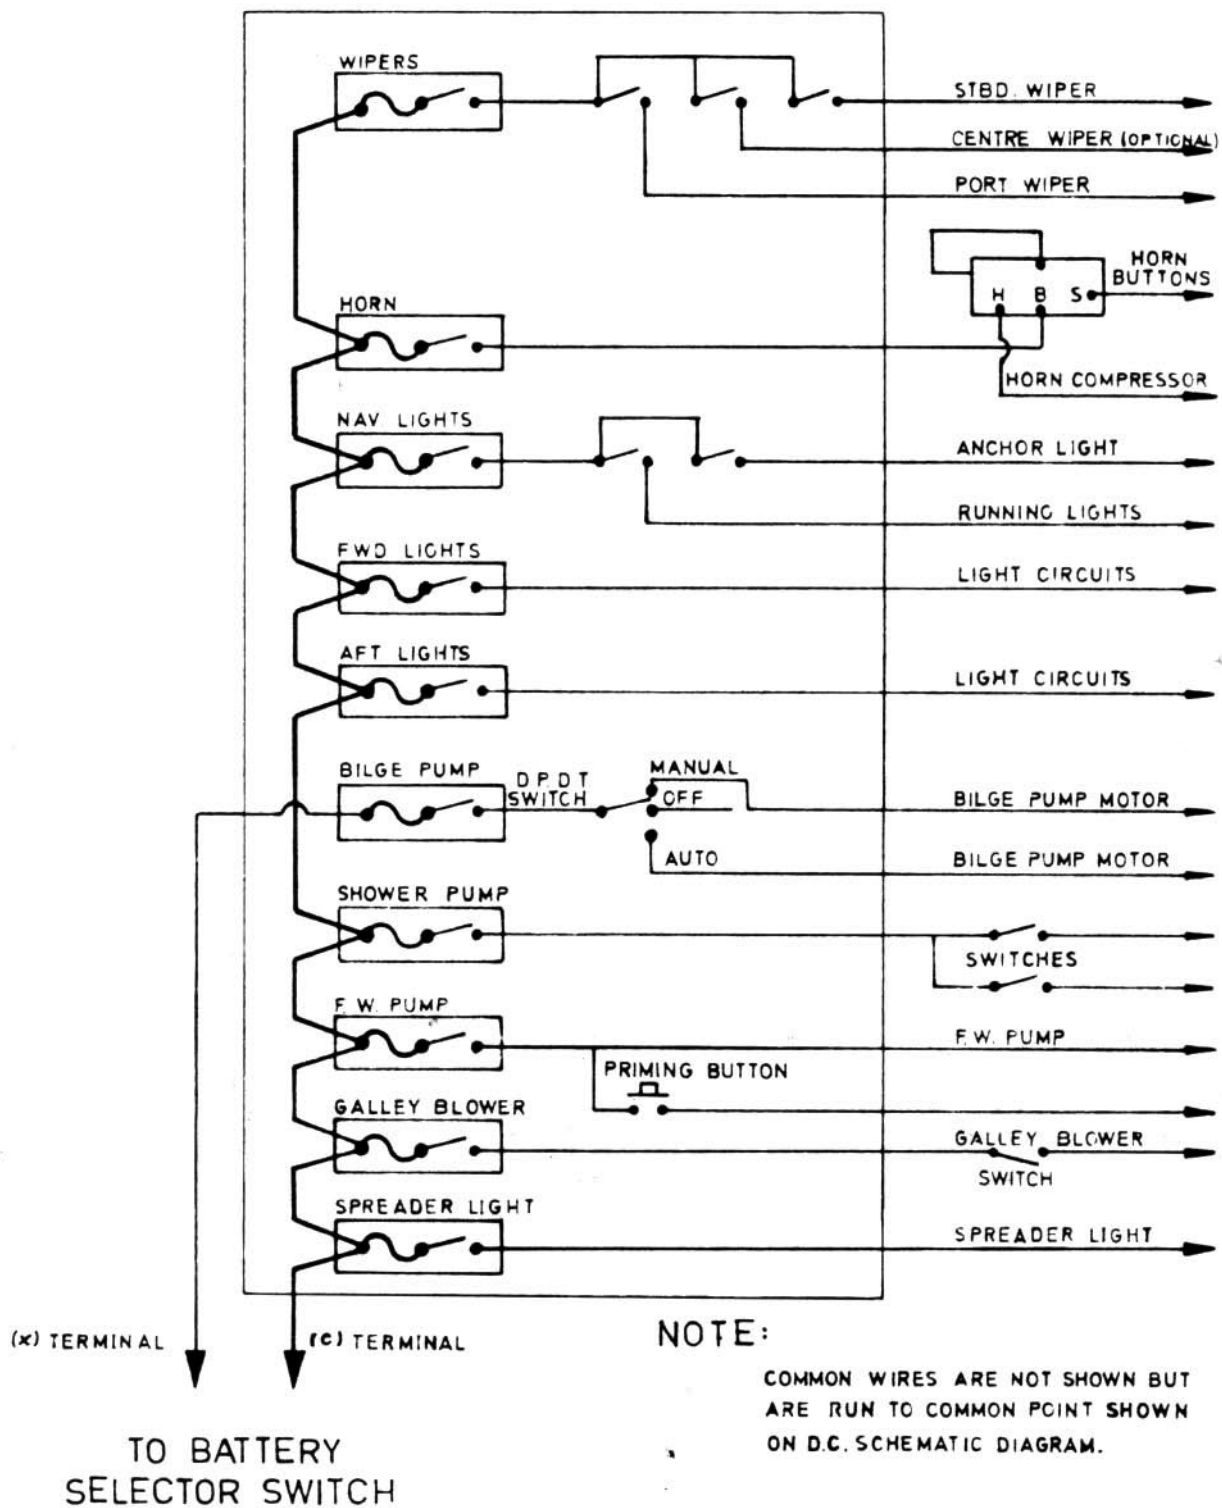 WIPERS
STBD. WIPER
CENTRE WIPER (OPTIONAL)
PORT WIPER
HORN
BUTTONS
H B S
HORN
HORN COMPRESSOR
NAV LIGHTS
ANCHOR LIGHT
RUNNING LIGHTS
FWD LIGHTS
LIGHT CIRCUITS
AFT LIGHTS
LIGHT CIRCUITS
BILGE PUMP
D.P.D.T
SWITCH
MANUAL
OFF
AUTO
BILGE PUMP MOTOR
BILGE PUMP MOTOR
SHOWER PUMP
SWITCHES
F.W. PUMP
F.W. PUMP
PRIMING BUTTON
GALLEY BLOWER
GALLEY BLOWER
SWITCH
SPREADER LIGHT
SPREADER LIGHT
(x) TERMINAL
(C) TERMINAL
TO BATTERY
SELECTOR SWITCH
NOTE:
COMMON WIRES ARE NOT SHOWN BUT
ARE RUN TO COMMON POINT SHOWN
ON D.C. SCHEMATIC DIAGRAM.